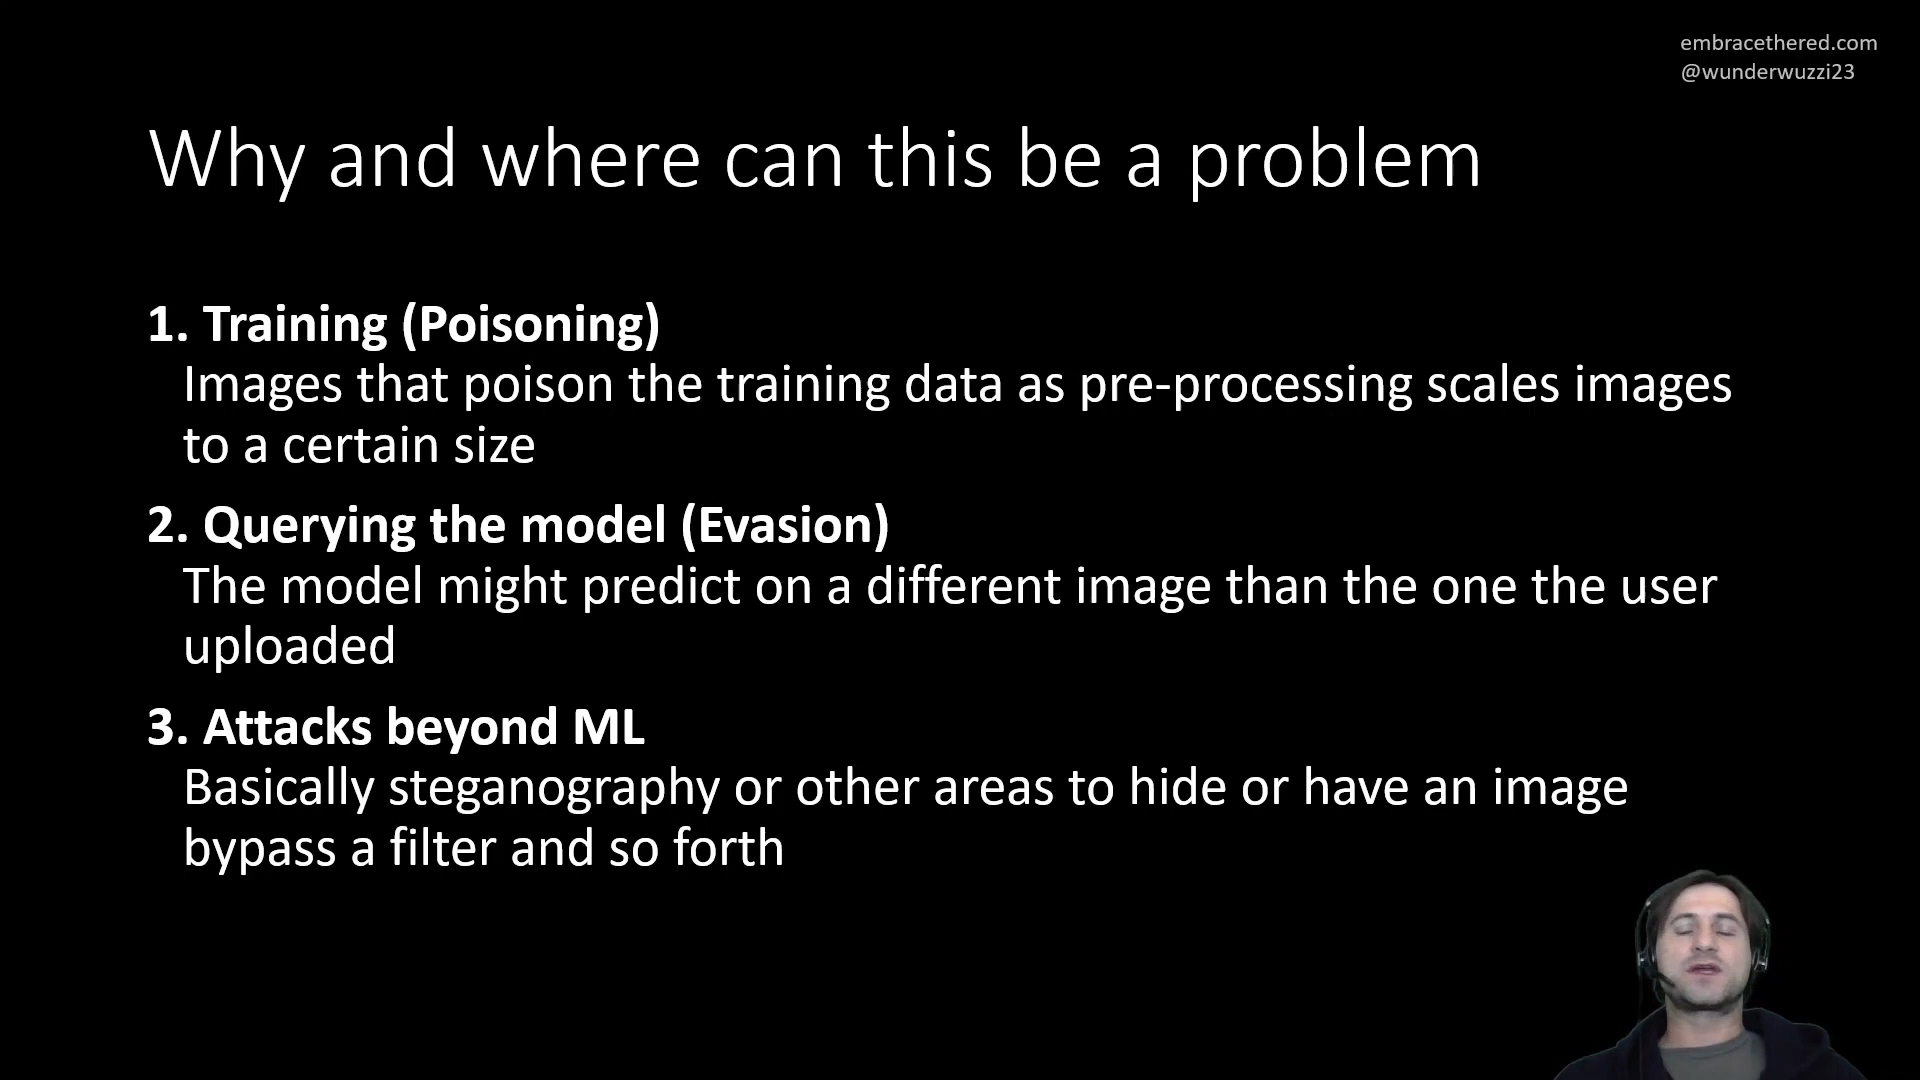 embracethered.com
@wunderwuzzi23
Why and where can this be a problem
1. Training (Poisoning)
Images that poison the training data as pre-processing scales images
to a certain size
2. Querying the model (Evasion)
The model might predict on a different image than the one the user
uploaded
3. Attacks beyond ML
Basically steganography or other areas to hide or have an image
bypass a filter and so forth